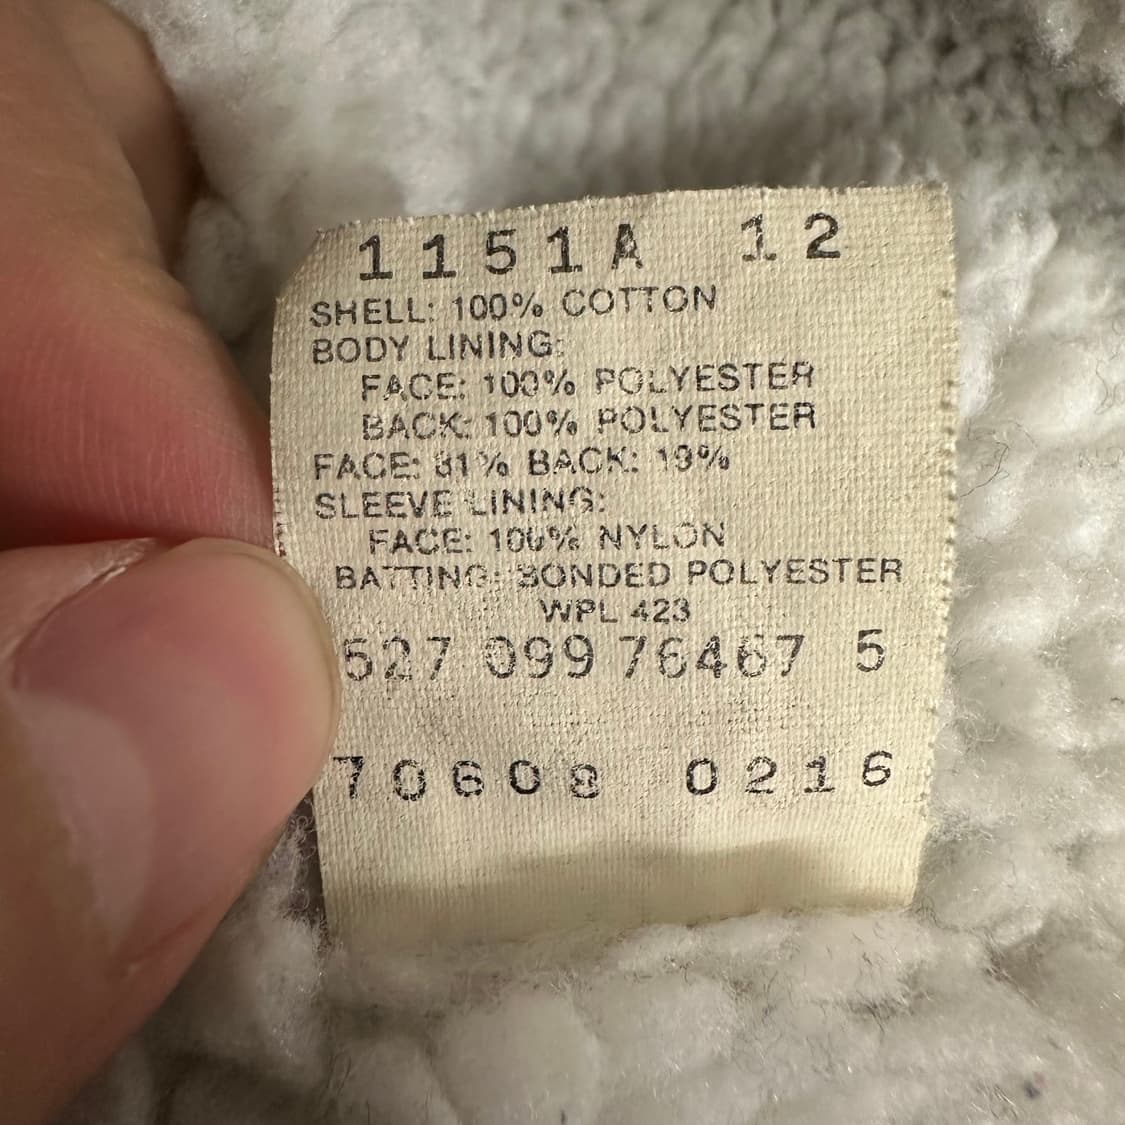 1151A 12
SHELL: 100% COTTON
BODY LINING:
FACE: 100% POLYESTER
BACK: 100% POLYESTER
FACE: 81% BACK: 19%
SLEEVE LINING:
FACE: 100% NYLON
BATTING: BONDED POLYESTER
WPL 423
527 099 76467 5
70608 0216